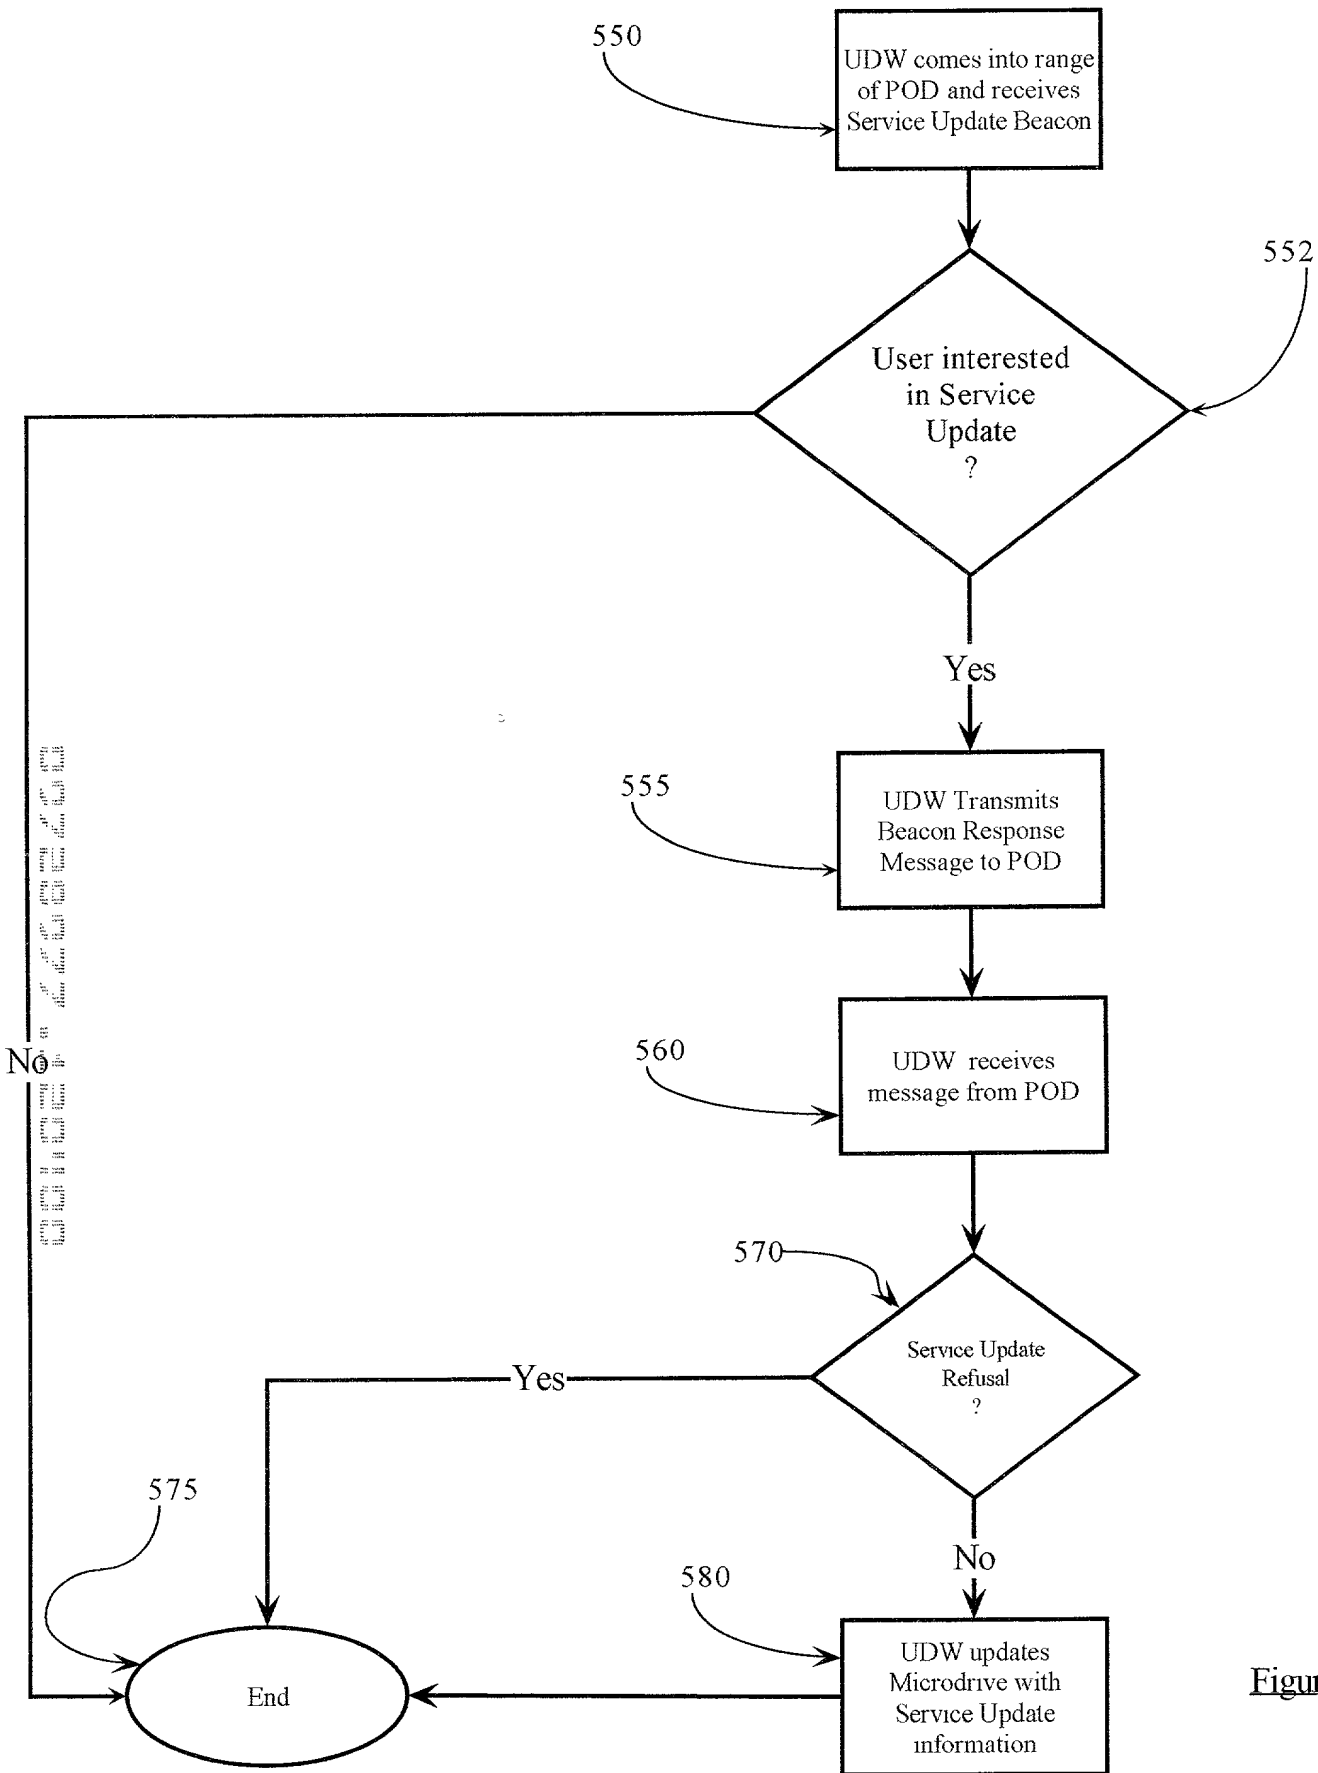 550
UDW comes into range
of POD and receives
Service Update Beacon
552
User interested
in Service
Update
?
Yes
555
UDW Transmits
Beacon Response
Message to POD
No
560
UDW receives
message from POD
570
Service Update
Refusal
?
Yes
575
No
580
UDW updates
Microdrive with
Service Update
information
End